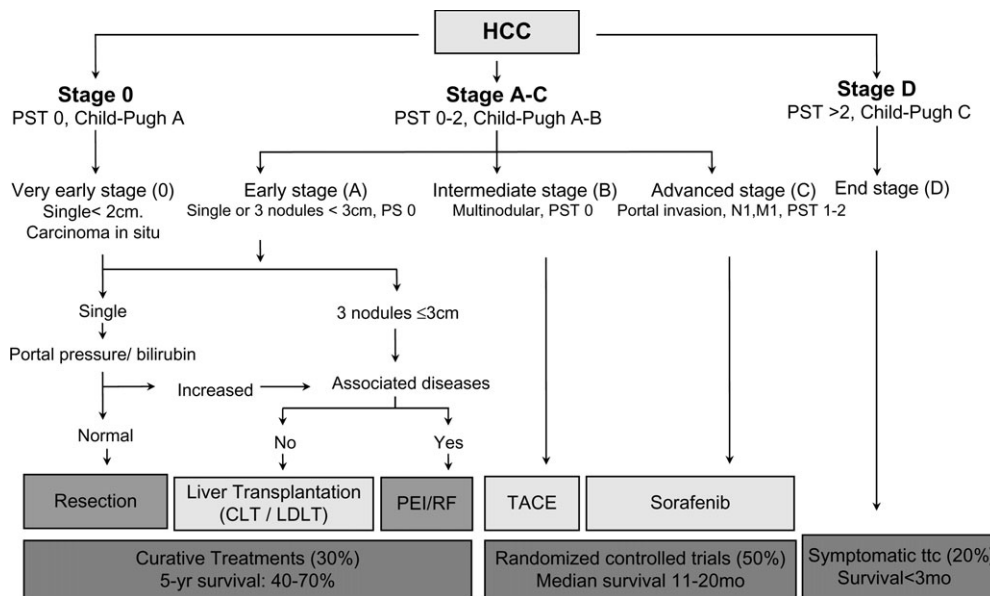 HCC
Stage 0
PST 0, Child-Pugh A
Stage A-C
PST 0-2, Child-Pugh A-B
Stage D
PST >2, Child-Pugh C
Very early stage (0)
Single< 2cm.
Carcinoma in situ
Early stage (A)
Single or 3 nodules < 3cm, PS 0
Intermediate stage (B)
Multinodular, PST 0
Advanced stage (C)
Portal invasion, N1,M1, PST 1-2
End stage (D)
Single
3 nodules ≤3cm
Portal pressure/ bilirubin
Increased
Associated diseases
Normal
No
Yes
Resection
Liver Transplantation
(CLT / LDLT)
PEI/RF
TACE
Sorafenib
Curative Treatments (30%)
5-yr survival: 40-70%
Randomized controlled trials (50%)
Median survival 11-20mo
Symptomatic ttc (20%)
Survival<3mo